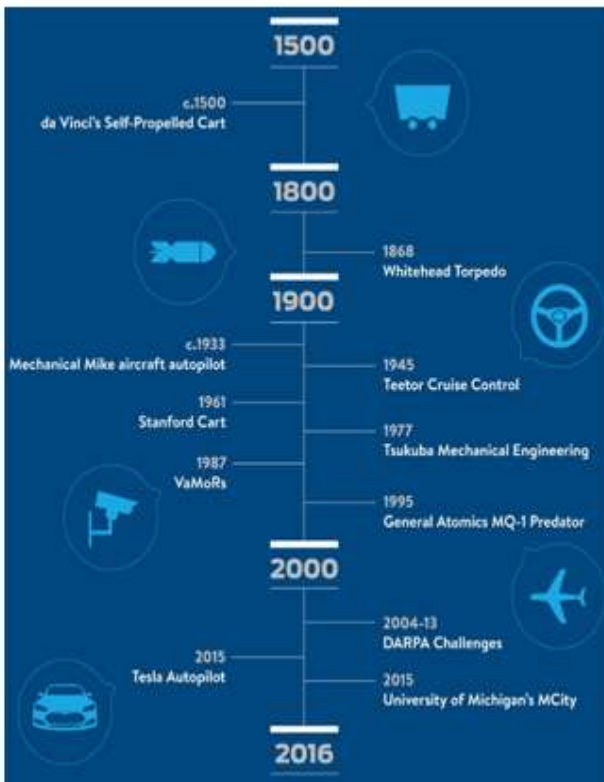 1500
c.1500
da Vinci's Self-Propelled Cart
1800
1868
Whitehead Torpedo
1900
c.1933
Mechanical Mike aircraft autopilot
1945
Teetor Cruise Control
1961
Stanford Cart
1977
Tsukuba Mechanical Engineering
1987
VaMoRs
1995
General Atomics MQ-1 Predator
2000
2004-13
DARPA Challenges
2015
Tesla Autopilot
2015
University of Michigan's MCity
2016